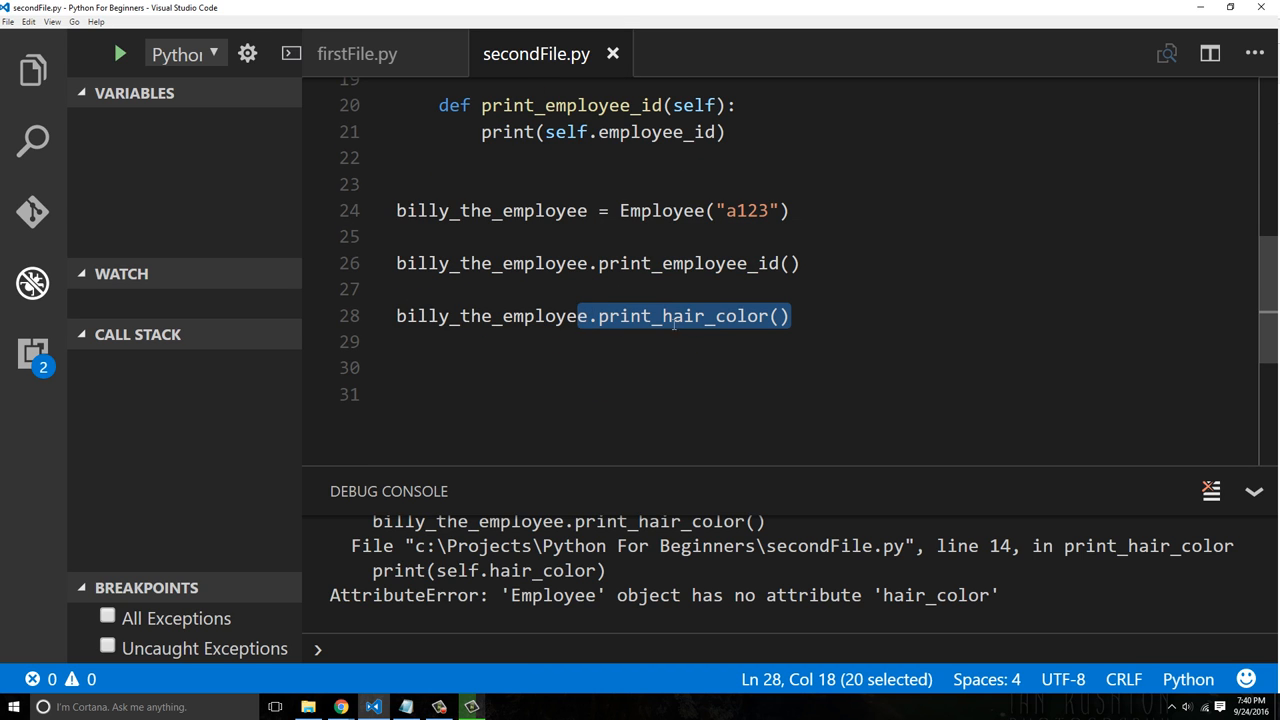 secondFile.py - Python For Beginners - Visual Studio Code
File Edit View Go Help
Pythor
firstFile.py
secondFile.py
VARIABLES
WATCH
CALL STACK
BREAKPOINTS
All Exceptions
Uncaught Exceptions
2
19
20 def print_employee_id(self):
21 print(self.employee_id)
22
23
24 billy_the_employee = Employee("a123")
25
26 billy_the_employee.print_employee_id()
27
28 billy_the_employee.print_hair_color()
29
30
31
DEBUG CONSOLE
billy_the_employee.print_hair_color()
File "c:\Projects\Python For Beginners\secondFile.py", line 14, in print_hair_color
print(self.hair_color)
AttributeError: 'Employee' object has no attribute 'hair_color'
0 0
Ln 28, Col 18 (20 selected) Spaces: 4 UTF-8 CRLF Python
I'm Cortana. Ask me anything.
7:40 PM
9/24/2016